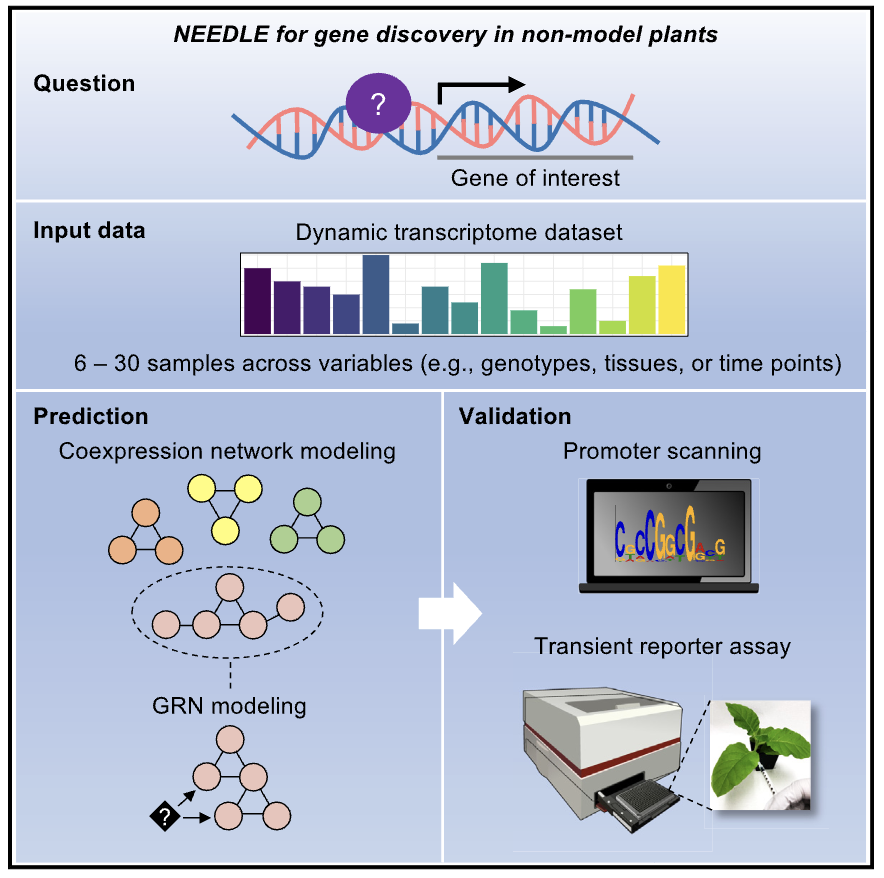 NEEDLE for gene discovery in non-model plants
Question
?
Gene of interest
Input data
Dynamic transcriptome dataset
6 – 30 samples across variables (e.g., genotypes, tissues, or time points)
Prediction
Coexpression network modeling
GRN modeling
?
Validation
Promoter scanning
Transient reporter assay